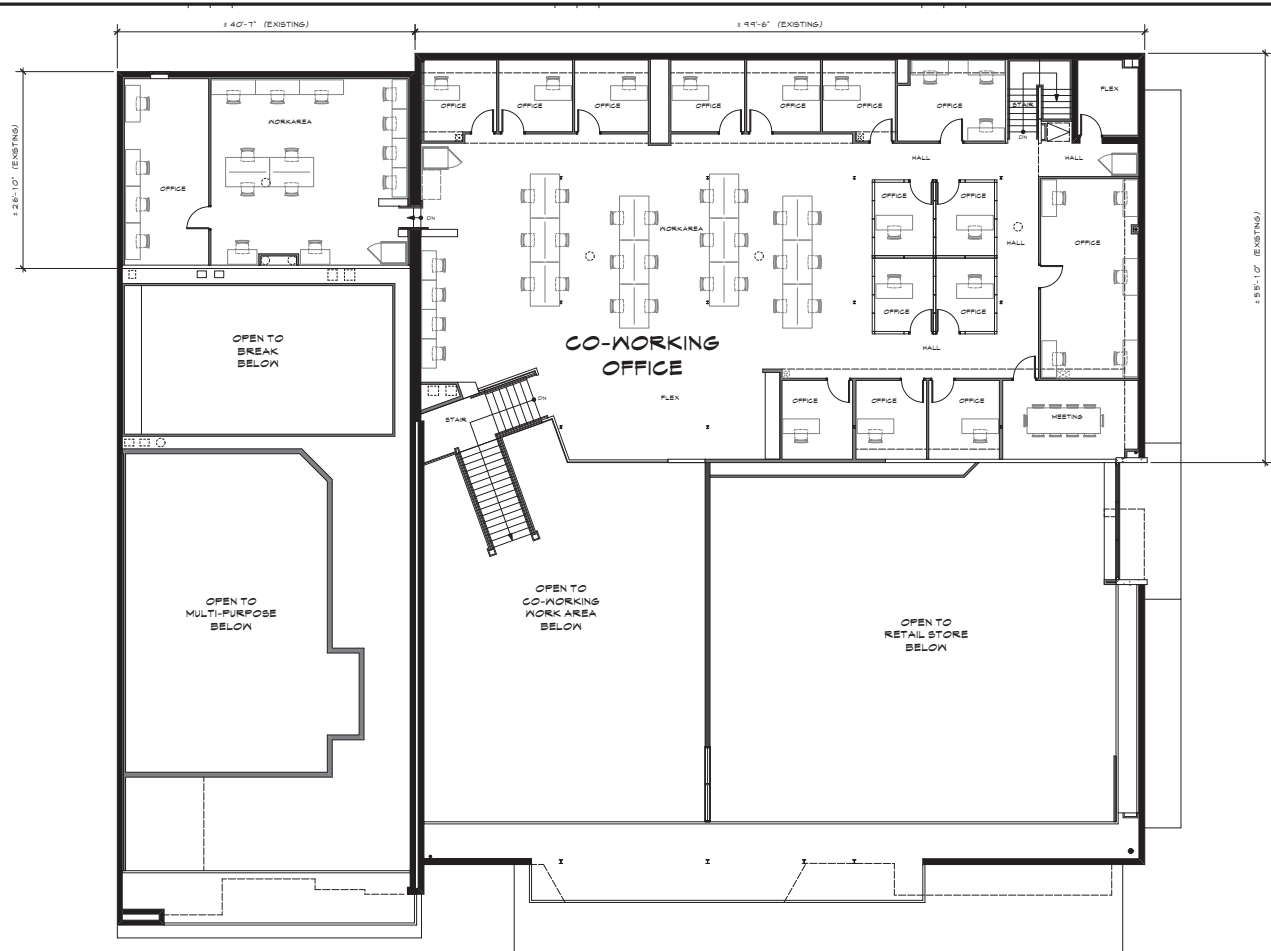 ± 40'-7" (EXISTING)
± 99'-8" (EXISTING)
± 26'-10" (EXISTING)
± 55'-10" (EXISTING)
OFFICE
WORKAREA
OFFICE
OFFICE
OFFICE
OFFICE
OFFICE
OFFICE
OFFICE
STAIR
DN
FLEX
HALL
HALL
DN
WORKAREA
OFFICE
OFFICE
HALL
OFFICE
OFFICE
OFFICE
HALL
CO-WORKING
OFFICE
OPEN TO
BREAK
BELOW
STAIR
DN
FLEX
OFFICE
OFFICE
OFFICE
MEETING
OPEN TO
MULTI-PURPOSE
BELOW
OPEN TO
CO-WORKING
WORK AREA
BELOW
OPEN TO
RETAIL STORE
BELOW